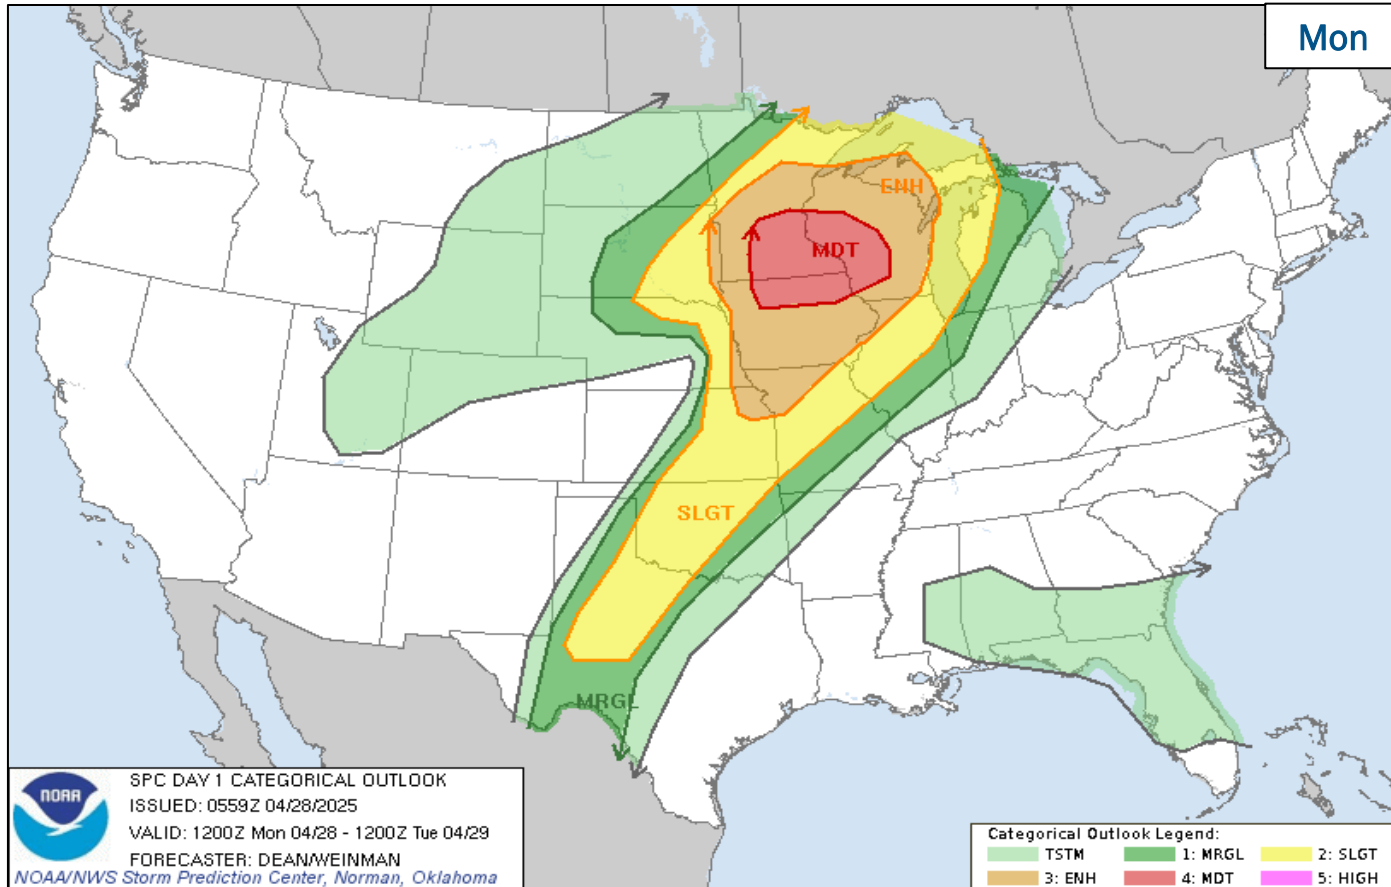 Mon
ENH
MDT
SLGT
MRGL
NOAA
SPC DAY 1 CATEGORICAL OUTLOOK
ISSUED: 0559Z 04/28/2025
VALID: 1200Z Mon 04/28 - 1200Z Tue 04/29
FORECASTER: DEAN/WEINMAN
NOAA/NWS Storm Prediction Center, Norman, Oklahoma
Categorical Outlook Legend:
TSTM 1: MRGL 2: SLGT
3: ENH 4: MDT 5: HIGH